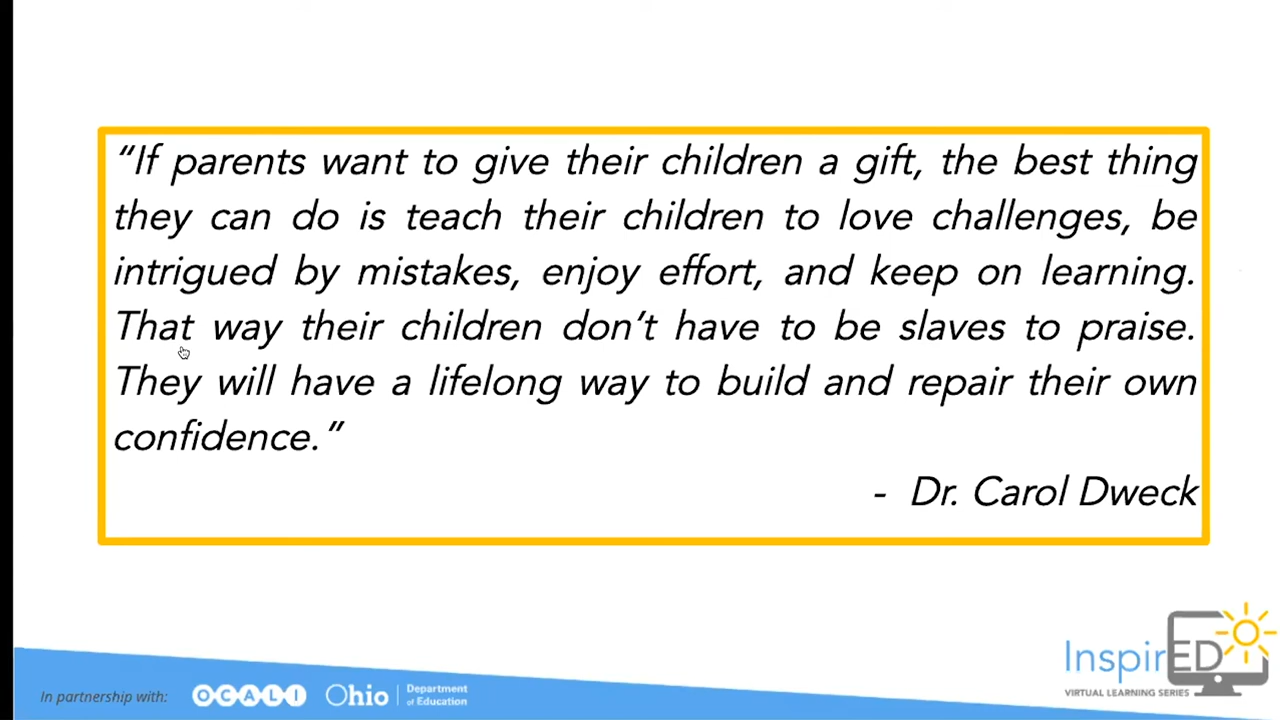 “If parents want to give their children a gift, the best thing
they can do is teach their children to love challenges, be
intrigued by mistakes, enjoy effort, and keep on learning.
That way their children don’t have to be slaves to praise.
They will have a lifelong way to build and repair their own
confidence.”
- Dr. Carol Dweck
InspirED
VIRTUAL LEARNING SERIES
In partnership with:
OCALI
Ohio
Department
of Education